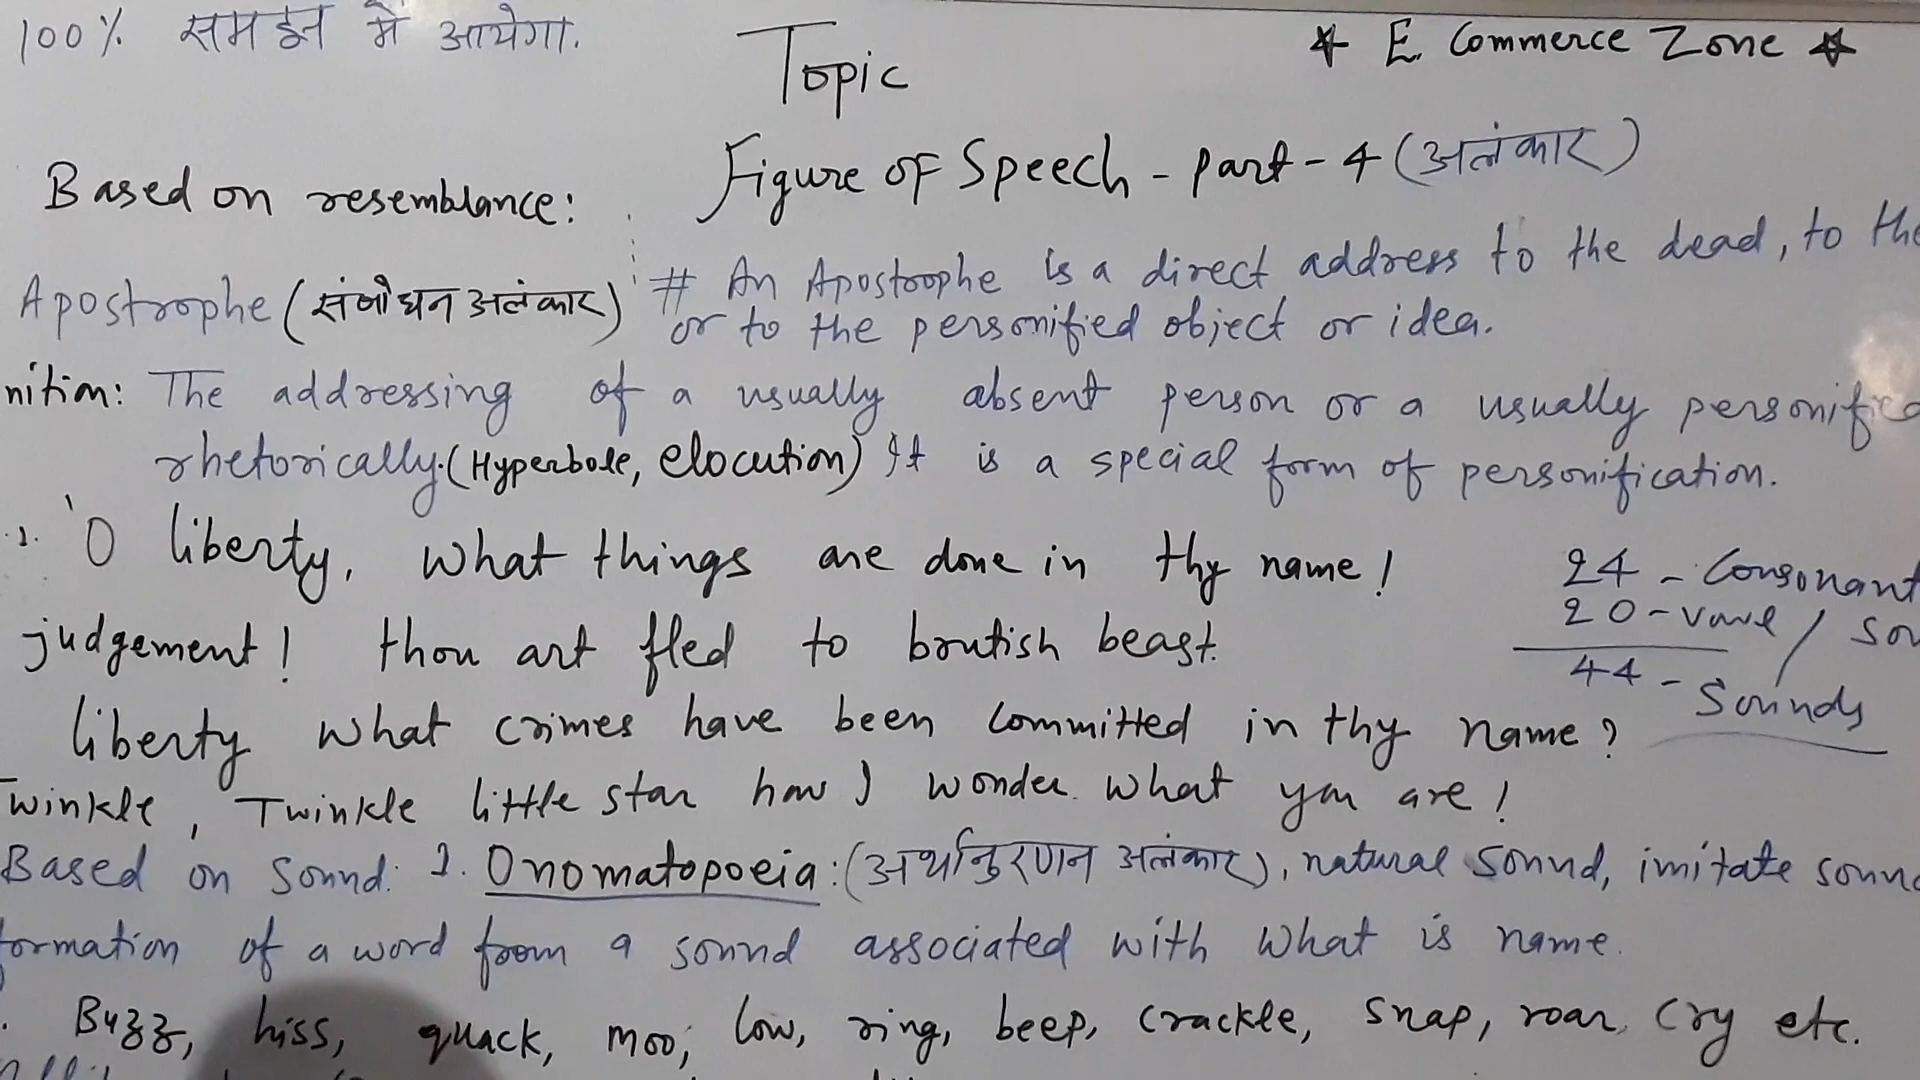 100% समझन में आयेगा.
Topic
* E. Commerce Zone *
Figure of Speech - part - 4 (अलंकार)
Based on resemblance:
Apostrophe (संबोधन अलंकार) # An Apostrophe is a direct address to the dead, to the
or to the personified object or idea.
nition: The addressing of a usually absent person or a usually personified
rhetorically. (Hyperbole, elocution) It is a special form of personification.
1. 'O liberty, what things are done in thy name!
judgement! thou art fled to brutish beast.
24 - Consonant
20 - vowel / Sou
44 - Sounds
liberty what crimes have been committed in thy name?
Twinkle, Twinkle little star how I wonder what you are!
Based on Sound: 1. Onomatopoeia: (अर्थानुरणन अलंकार), natural sound, imitate sound
formation of a word from a sound associated with what is name.
Buzz, hiss, quack, moo, low, ring, beep, crackle, snap, roar, cry etc.